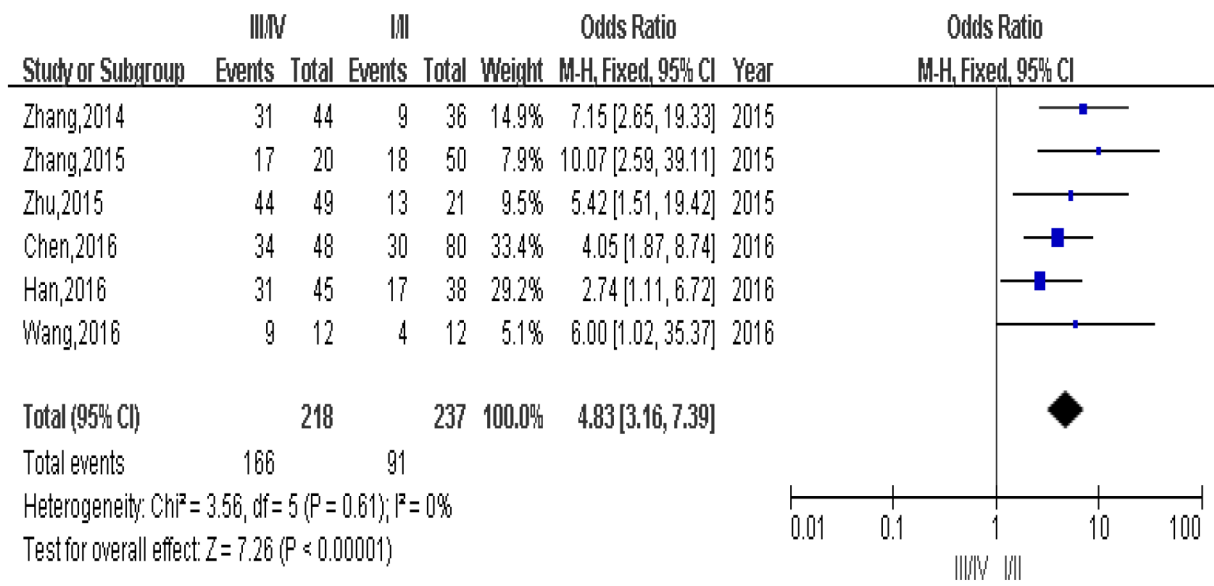 III/IV I/II Odds Ratio Odds Ratio
Study or Subgroup Events Total Events Total Weight M-H, Fixed, 95% CI Year M-H, Fixed, 95% CI
Zhang,2014 31 44 9 36 14.9% 7.15 [2.65, 19.33] 2015
Zhang,2015 17 20 18 50 7.9% 10.07 [2.59, 39.11] 2015
Zhu,2015 44 49 13 21 9.5% 5.42 [1.51, 19.42] 2015
Chen,2016 34 48 30 80 33.4% 4.05 [1.87, 8.74] 2016
Han,2016 31 45 17 38 29.2% 2.74 [1.11, 6.72] 2016
Wang,2016 9 12 4 12 5.1% 6.00 [1.02, 35.37] 2016
Total (95% CI) 218 237 100.0% 4.83 [3.16, 7.39]
Total events 166 91
Heterogeneity: Chi² = 3.56, df = 5 (P = 0.61); I² = 0%
Test for overall effect: Z = 7.26 (P < 0.00001)
0.01 0.1 1 10 100
III/IV I/II